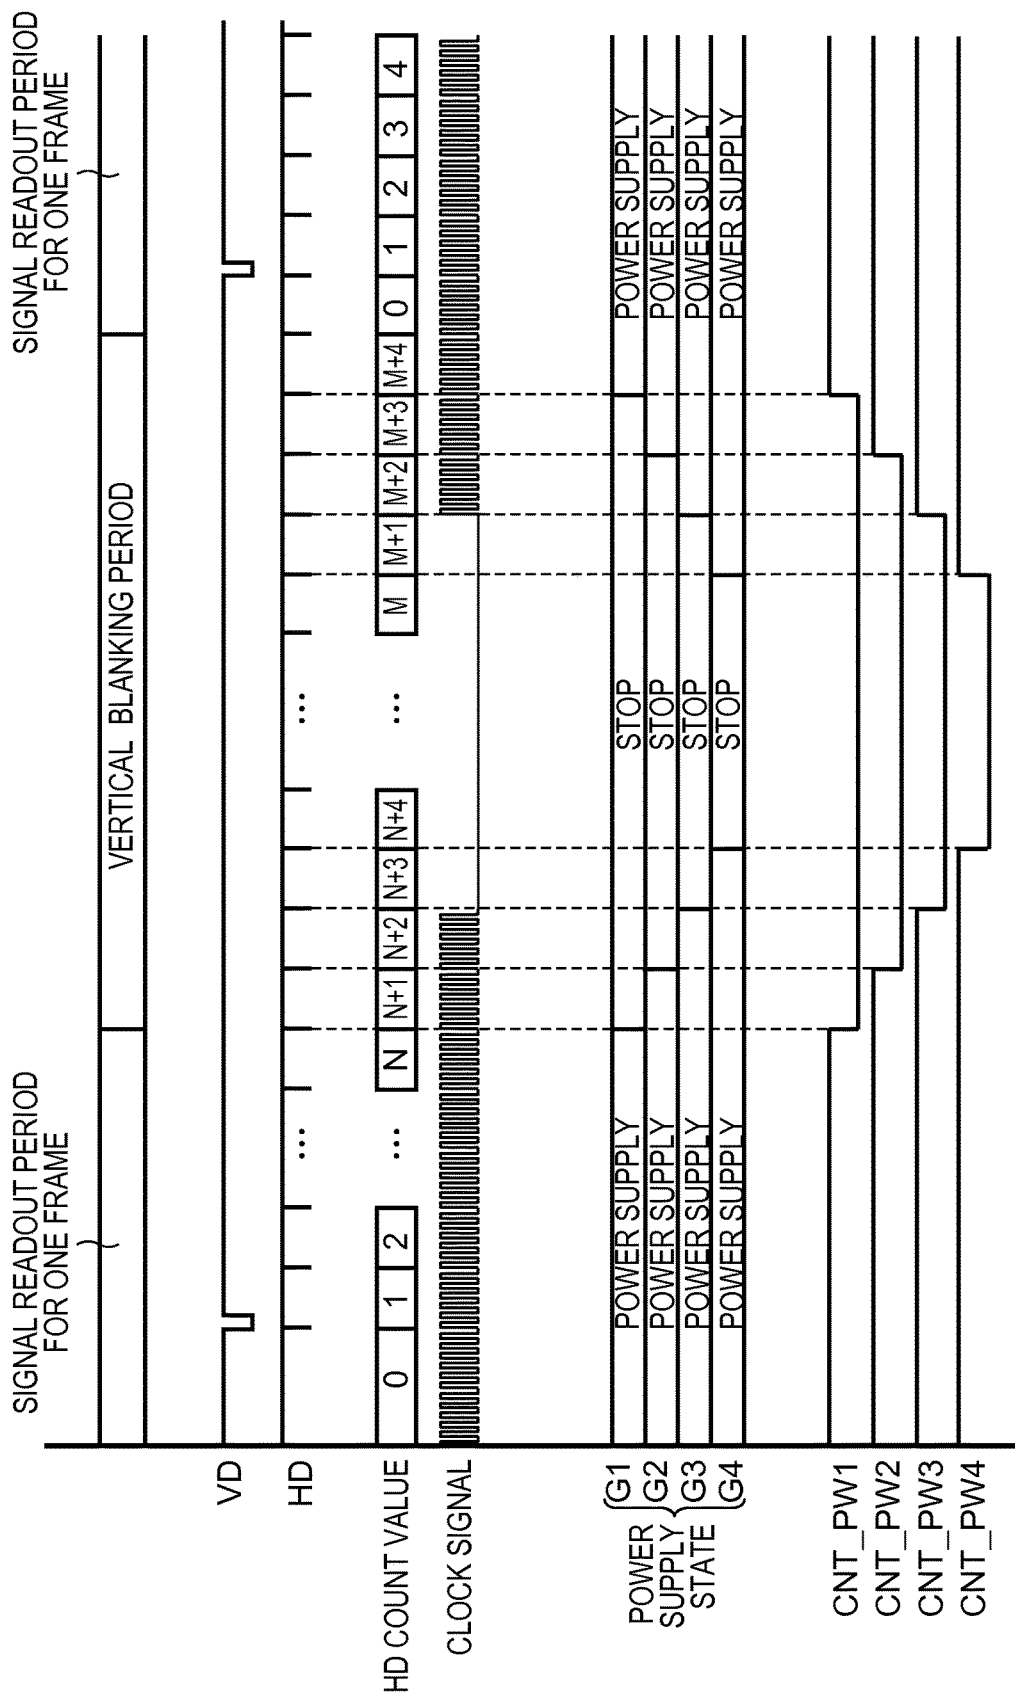 SIGNAL READOUT PERIOD
FOR ONE FRAME
VERTICAL BLANKING PERIOD
SIGNAL READOUT PERIOD
FOR ONE FRAME
VD
HD
...
...
HD COUNT VALUE
0
1
2
...
N
N+1
N+2
N+3
N+4
...
M
M+1
M+2
M+3
M+4
0
1
2
3
4
CLOCK SIGNAL
POWER
SUPPLY
STATE
G1
POWER SUPPLY
STOP
POWER SUPPLY
G2
POWER SUPPLY
STOP
POWER SUPPLY
G3
POWER SUPPLY
STOP
POWER SUPPLY
G4
POWER SUPPLY
STOP
POWER SUPPLY
CNT_PW1
CNT_PW2
CNT_PW3
CNT_PW4